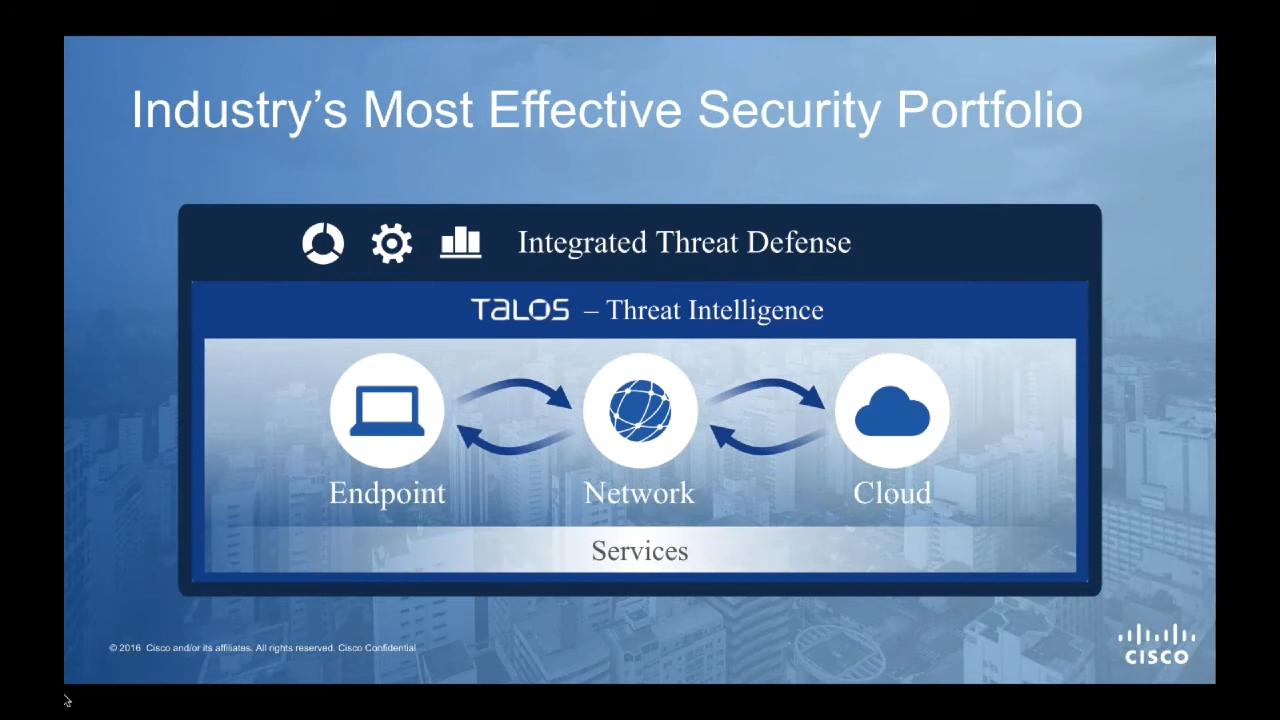 Industry’s Most Effective Security Portfolio
Integrated Threat Defense
TALOS – Threat Intelligence
Endpoint
Network
Cloud
Services
© 2016 Cisco and/or its affiliates. All rights reserved. Cisco Confidential
CISCO